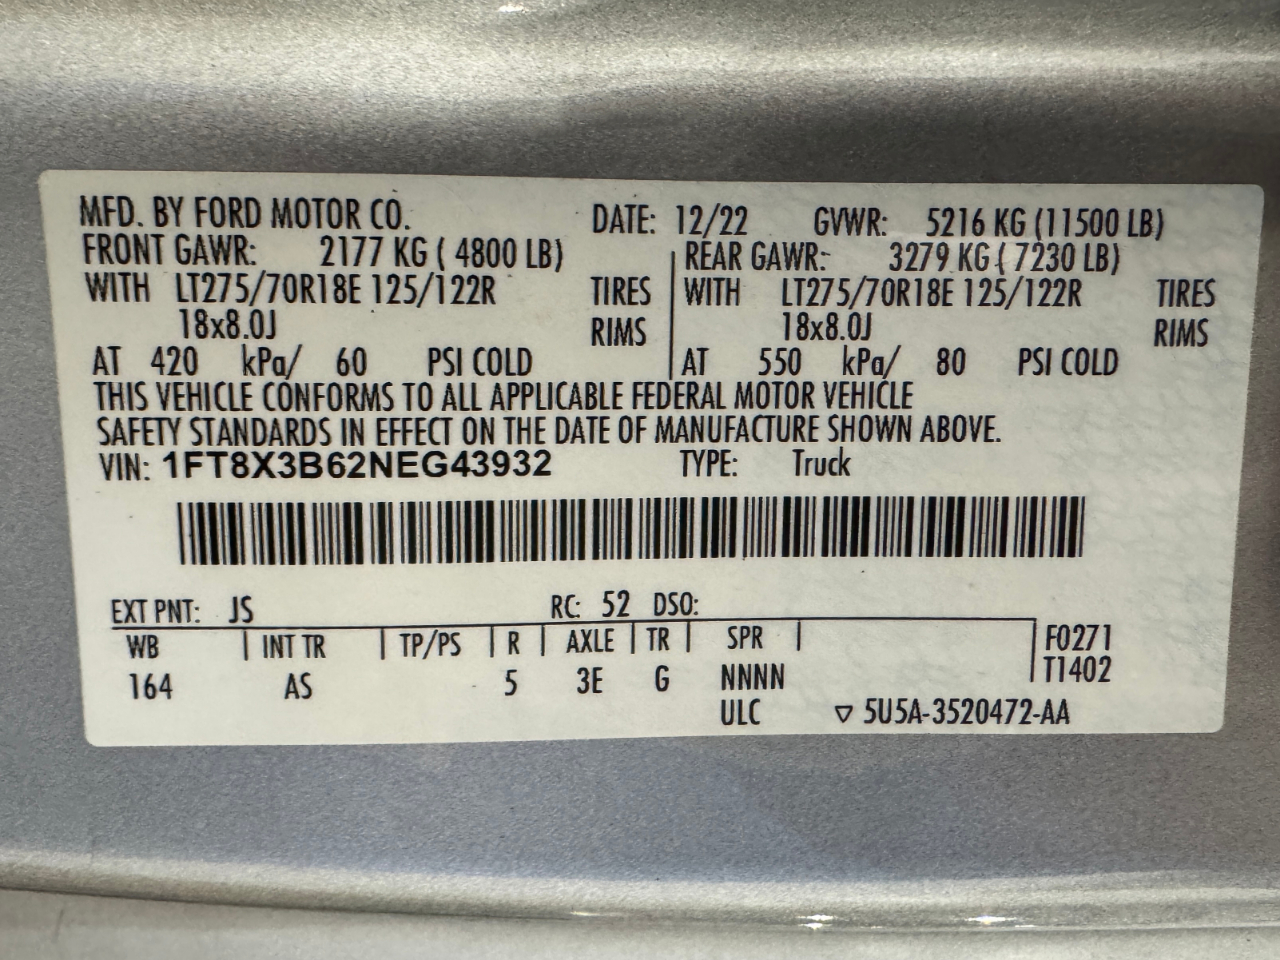 MFD. BY FORD MOTOR CO. DATE: 12/22 GVWR: 5216 KG (11500 LB)
FRONT GAWR: 2177 KG ( 4800 LB) REAR GAWR: 3279 KG ( 7230 LB)
WITH LT275/70R18E 125/122R TIRES WITH LT275/70R18E 125/122R TIRES
18x8.0J RIMS 18x8.0J RIMS
AT 420 kPa/ 60 PSI COLD AT 550 kPa/ 80 PSI COLD
THIS VEHICLE CONFORMS TO ALL APPLICABLE FEDERAL MOTOR VEHICLE
SAFETY STANDARDS IN EFFECT ON THE DATE OF MANUFACTURE SHOWN ABOVE.
VIN: 1FT8X3B62NEG43932 TYPE: Truck
EXT PNT: JS RC: 52 DSO:
WB INT TR TP/PS R AXLE TR SPR F0271
164 AS 5 3E G NNNN T1402
ULC ▽ 5U5A-3520472-AA